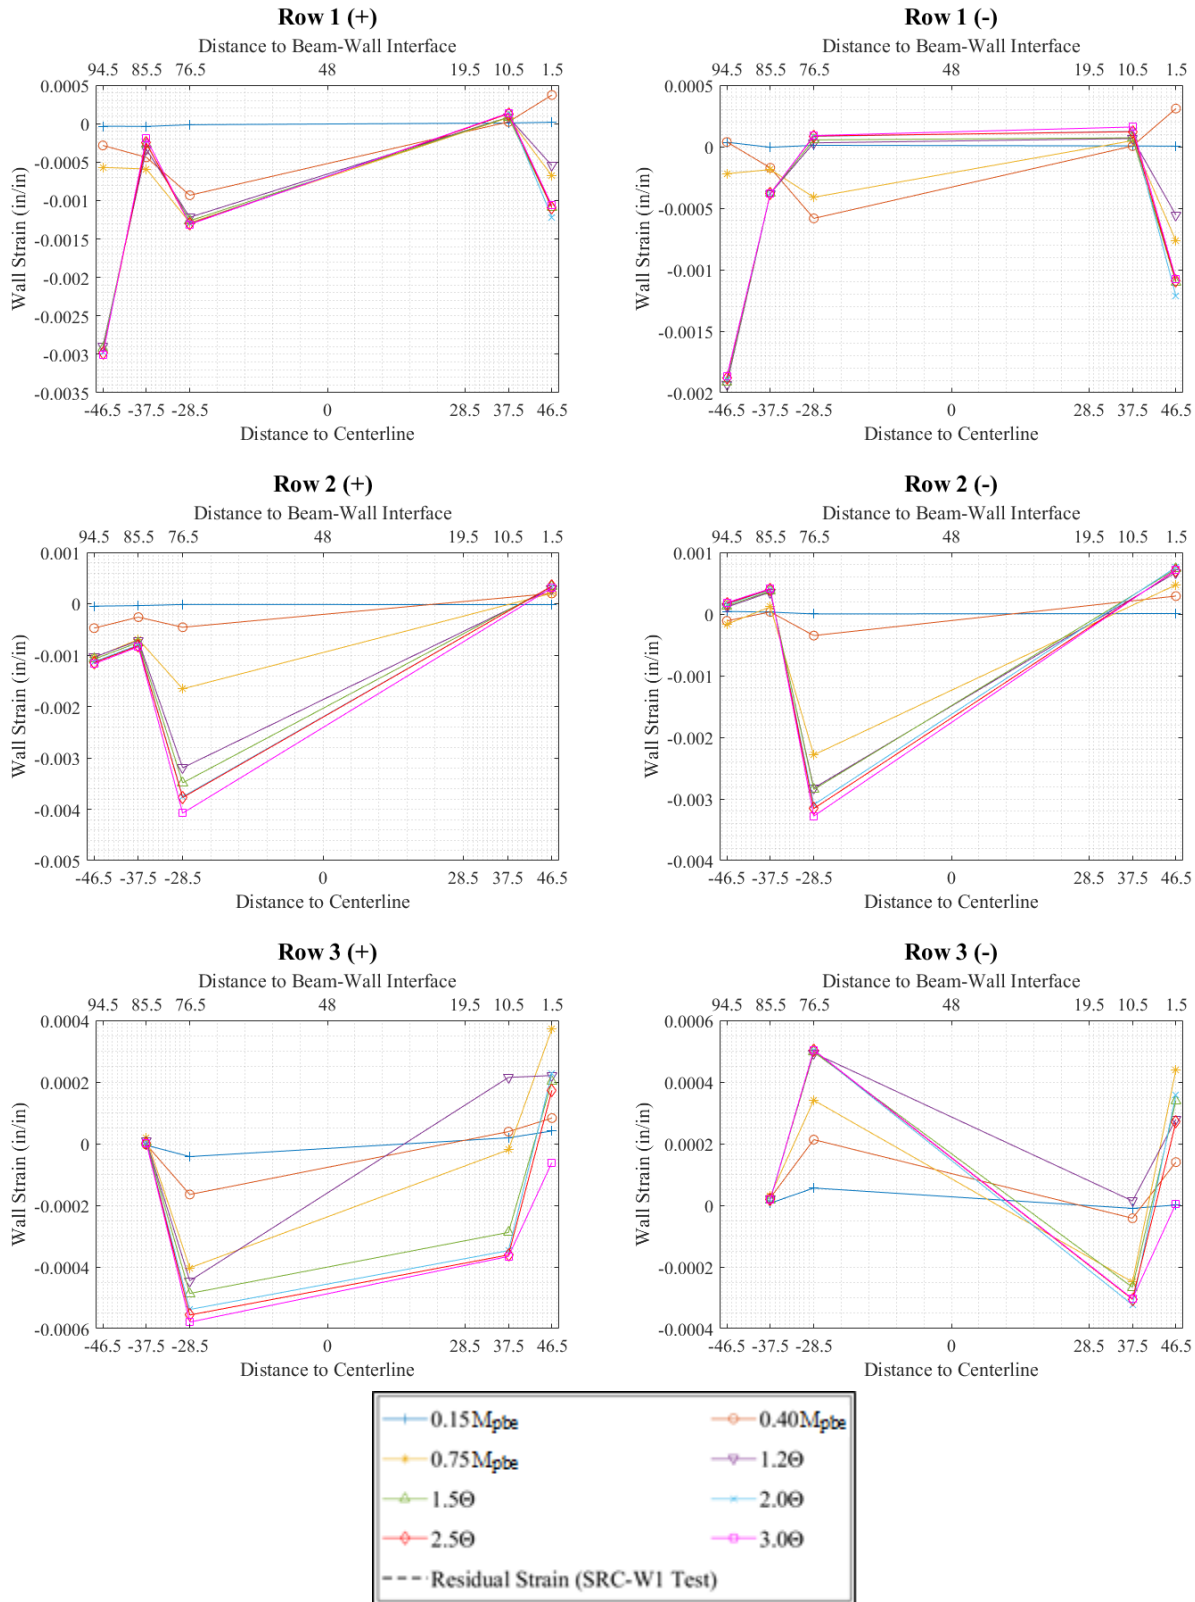 Row 1 (+)
Distance to Beam-Wall Interface
94.5 85.5 76.5 48 19.5 10.5 1.5
0.0005
0
-0.0005
-0.001
-0.0015
-0.002
-0.0025
-0.003
-0.0035
Wall Strain (in/in)
-46.5 -37.5 -28.5 0 28.5 37.5 46.5
Distance to Centerline
Row 1 (-)
Distance to Beam-Wall Interface
94.5 85.5 76.5 48 19.5 10.5 1.5
0.0005
0
-0.0005
-0.001
-0.0015
-0.002
Wall Strain (in/in)
-46.5 -37.5 -28.5 0 28.5 37.5 46.5
Distance to Centerline
Row 2 (+)
Distance to Beam-Wall Interface
94.5 85.5 76.5 48 19.5 10.5 1.5
0.001
0
-0.001
-0.002
-0.003
-0.004
-0.005
Wall Strain (in/in)
-46.5 -37.5 -28.5 0 28.5 37.5 46.5
Distance to Centerline
Row 2 (-)
Distance to Beam-Wall Interface
94.5 85.5 76.5 48 19.5 10.5 1.5
0.001
0
-0.001
-0.002
-0.003
-0.004
Wall Strain (in/in)
-46.5 -37.5 -28.5 0 28.5 37.5 46.5
Distance to Centerline
Row 3 (+)
Distance to Beam-Wall Interface
94.5 85.5 76.5 48 19.5 10.5 1.5
0.0004
0.0002
0
-0.0002
-0.0004
-0.0006
Wall Strain (in/in)
-46.5 -37.5 -28.5 0 28.5 37.5 46.5
Distance to Centerline
Row 3 (-)
Distance to Beam-Wall Interface
94.5 85.5 76.5 48 19.5 10.5 1.5
0.0006
0.0004
0.0002
0
-0.0002
-0.0004
Wall Strain (in/in)
-46.5 -37.5 -28.5 0 28.5 37.5 46.5
Distance to Centerline
0.15Mpbe 0.40Mpbe
0.75Mpbe 1.2Θ
1.5Θ 2.0Θ
2.5Θ 3.0Θ
Residual Strain (SRC-W1 Test)